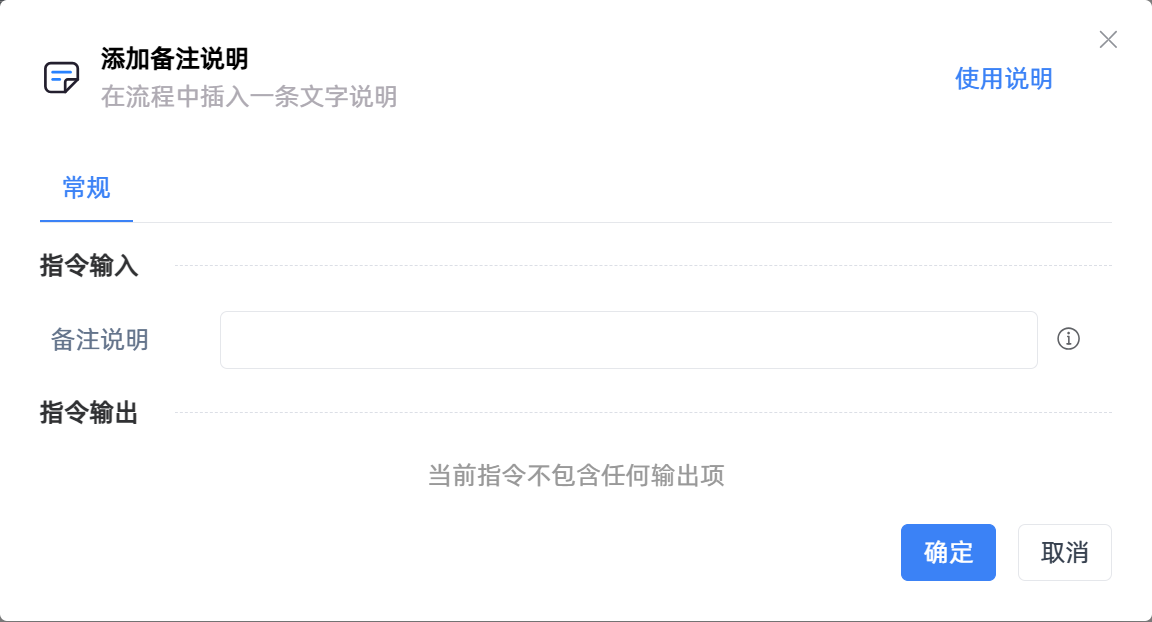 添加备注说明
在流程中插入一条文字说明
使用说明
常规
指令输入
备注说明
指令输出
当前指令不包含任何输出项
确定
取消